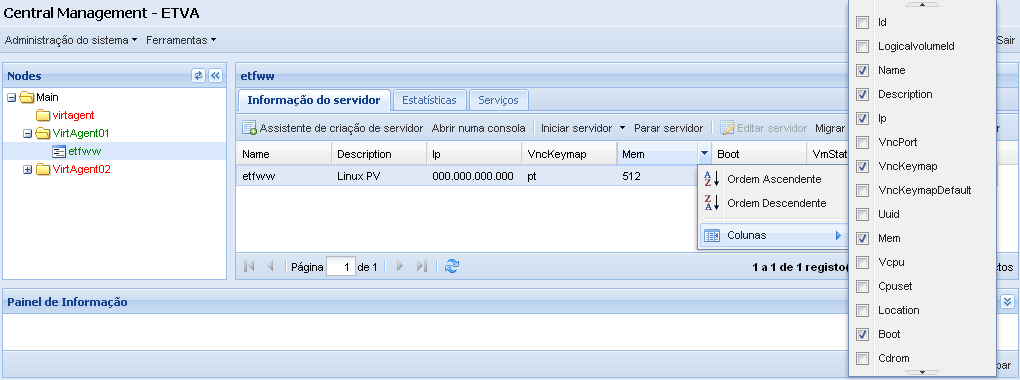 Central Management - ETVA
Administração do sistema Ferramentas
Sair
Nodes
Main
virtagent
VirtAgent01
etfww
VirtAgent02
etfww
Informação do servidor Estatísticas Serviços
Assistente de criação de servidor Abrir numa consola Iniciar servidor Parar servidor Editar servidor Migrar
Name Description Ip VncKeymap Mem Boot VmStat
etfww Linux PV 000.000.000.000 pt 512
Ordem Ascendente
Ordem Descendente
Colunas
Página 1 de 1
1 a 1 de 1 registo(
Id
LogicalvolumeId
Name
Description
Ip
VncPort
VncKeymap
VncKeymapDefault
Uuid
Mem
Vcpu
Cpuset
Location
Boot
Cdrom
Painel de Informação